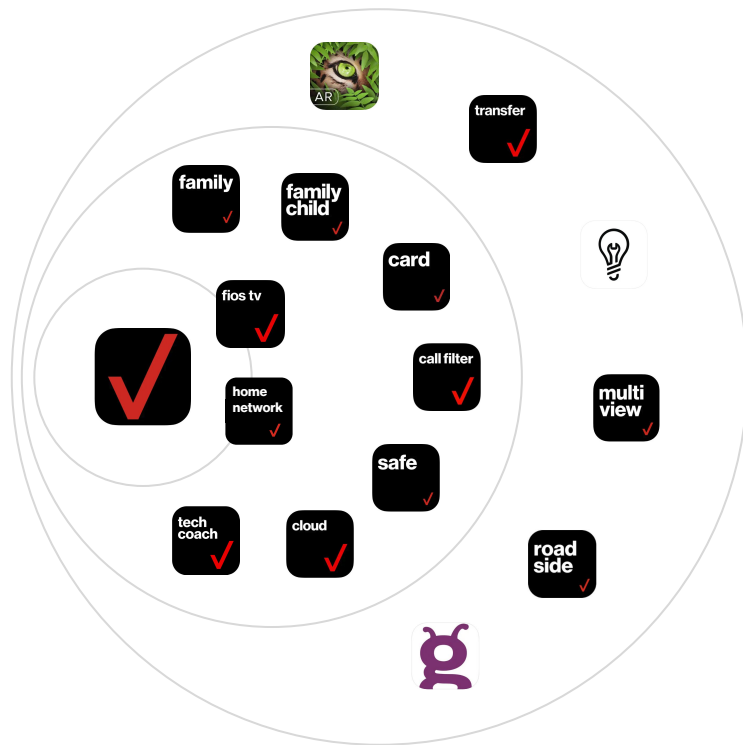 AR
transfer
family
family
child
card
fios tv
call filter
home
network
multi
view
safe
tech
coach
cloud
road
side
g